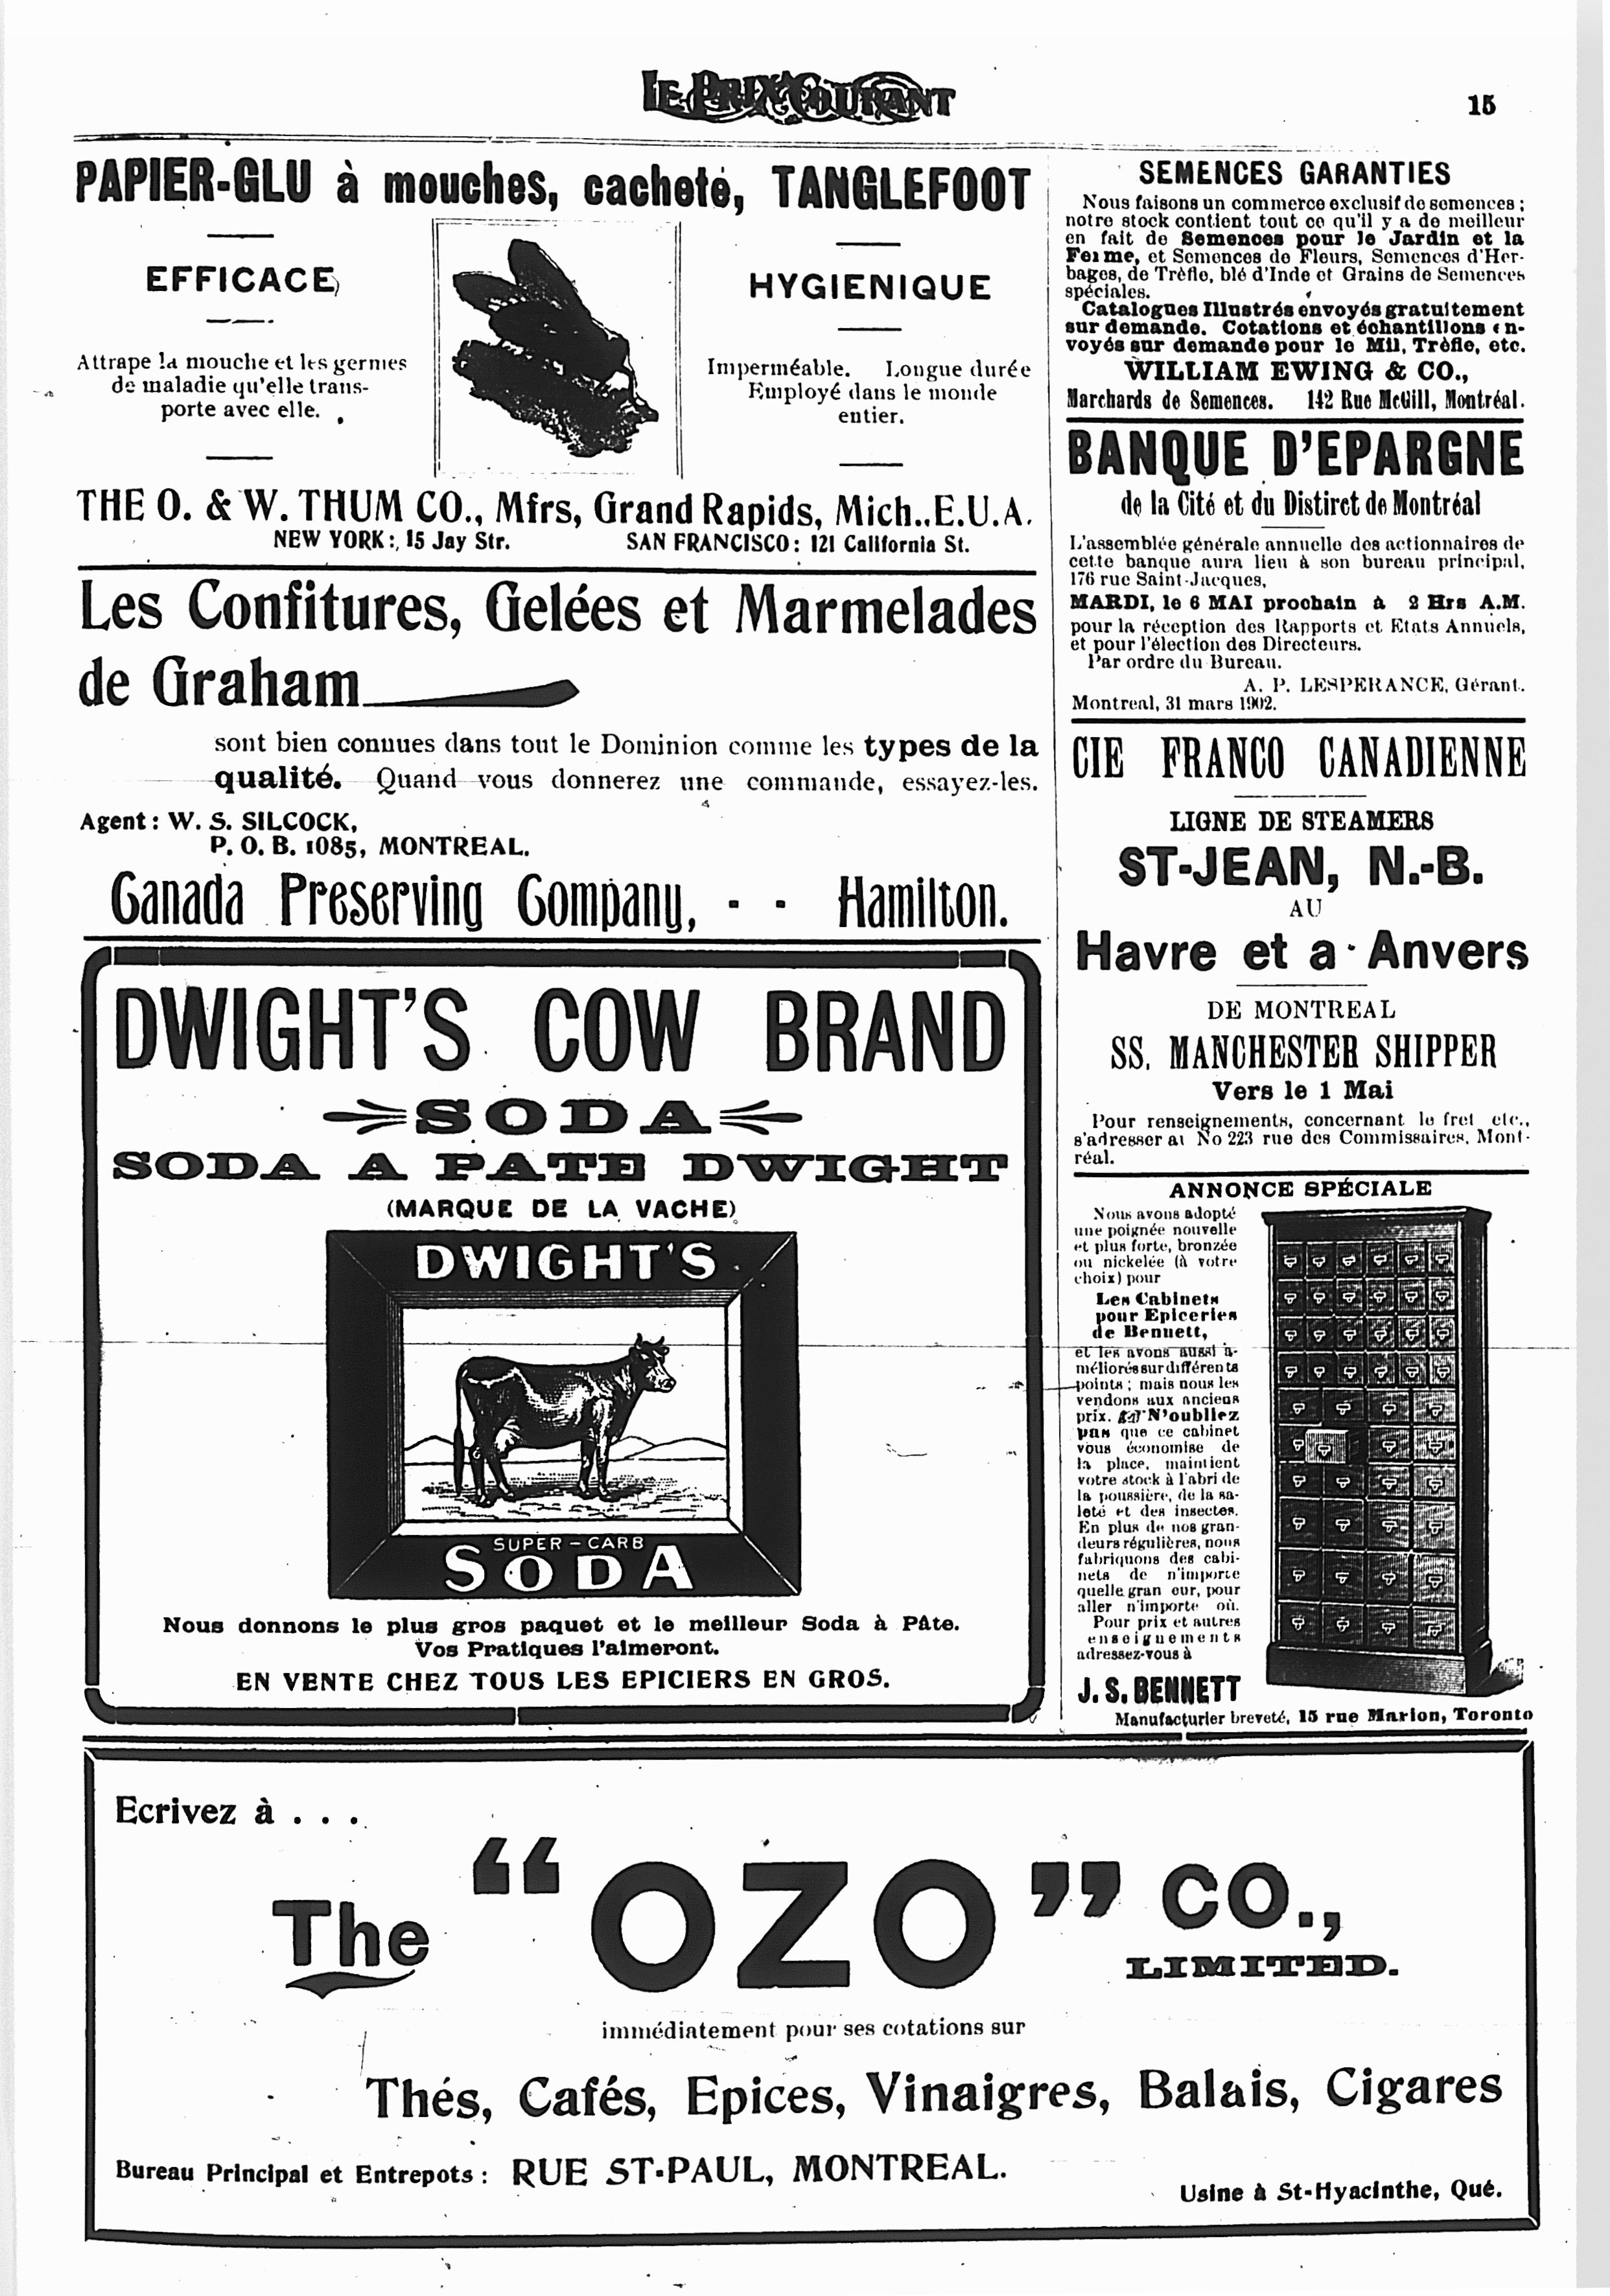 LE PRIX COURANT
15
PAPIER-GLU à mouches, cacheté, TANGLEFOOT
EFFICACE
Attrape la mouche et les germes
de maladie qu'elle trans-
porte avec elle.
HYGIENIQUE
Imperméable. Longue durée
Employé dans le monde
entier.
THE O. & W. THUM CO., Mfrs, Grand Rapids, Mich., E.U.A.
NEW YORK: 15 Jay Str. SAN FRANCISCO: 121 California St.
Les Confitures, Gelées et Marmelades
de Graham
sont bien connues dans tout le Dominion comme les types de la
qualité. Quand vous donnerez une commande, essayez-les.
Agent: W. S. SILCOCK,
P. O. B. 1085, MONTREAL.
Canada Preserving Company, - - Hamilton.
DWIGHT'S COW BRAND
SODA
SODA A PATE DWIGHT
(MARQUE DE LA VACHE)
DWIGHT'S
SUPER-CARB
SODA
Nous donnons le plus gros paquet et le meilleur Soda à Pâte.
Vos Pratiques l'aimeront.
EN VENTE CHEZ TOUS LES EPICIERS EN GROS.
SEMENCES GARANTIES
Nous faisons un commerce exclusif de semences;
notre stock contient tout ce qu'il y a de meilleur
en fait de Semences pour le Jardin et la
Ferme, et Semences de Fleurs, Semences d'Her-
bages, de Trèfle, blé d'Inde et Grains de Semences
spéciales.
Catalogues Illustrés envoyés gratuitement
sur demande. Cotations et échantillons en-
voyés sur demande pour le Mil, Trèfle, etc.
WILLIAM EWING & CO.,
Marchards de Semences. 142 Rue McGill, Montréal.
BANQUE D'EPARGNE
de la Cité et du Distirct de Montréal
L'assemblée générale annuelle des actionnaires de
cette banque aura lieu à son bureau principal,
176 rue Saint-Jacques,
MARDI, le 6 MAI prochain à 2 Hrs A.M.
pour la réception des Rapports et Etats Annuels,
et pour l'élection des Directeurs.
Par ordre du Bureau.
A. P. LESPERANCE, Gérant.
Montreal, 31 mars 1902.
CIE FRANCO CANADIENNE
LIGNE DE STEAMERS
ST-JEAN, N.-B.
AU
Havre et a Anvers
DE MONTREAL
SS. MANCHESTER SHIPPER
Vers le 1 Mai
Pour renseignements, concernant le fret etc.,
s'adresser au No 223 rue des Commissaires, Mont-
réal.
ANNONCE SPÉCIALE
Nous avons adopté
une poignée nouvelle
et plus forte, bronzée
ou nickelée (à votre
choix) pour
Les Cabinets
pour Epiceries
de Bennett,
et les avons aussi a-
méliorés sur différents
points; mais nous les
vendons aux anciens
prix. N'oubliez
pas que ce cabinet
vous économise de
la place, maintient
votre stock à l'abri de
la poussière, de la sa-
leté et des insectes.
En plus de nos gran-
deurs régulières, nous
fabriquons des cabi-
nets de n'importe
quelle gran eur, pour
aller n'importe où.
Pour prix et autres
enseignements
adressez-vous à
J. S. BENNETT
Manufacturier breveté, 15 rue Marion, Toronto
Ecrivez à . . .
The "OZO" CO.,
LIMITED.
immédiatement pour ses cotations sur
Thés, Cafés, Epices, Vinaigres, Balais, Cigares
Bureau Principal et Entrepots: RUE ST-PAUL, MONTREAL.
Usine à St-Hyacinthe, Qué.